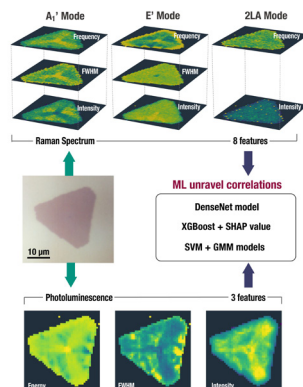 A₁' Mode
E' Mode
2LA Mode
Frequency
Frequency
Frequency
FWHM
FWHM
Intensity
Intensity
Intensity
Raman Spectrum
8 features
ML unravel correlations
DenseNet model
XGBoost + SHAP value
SVM + GMM models
10 μm
Photoluminescence
3 features
Energy
FWHM
Intensity